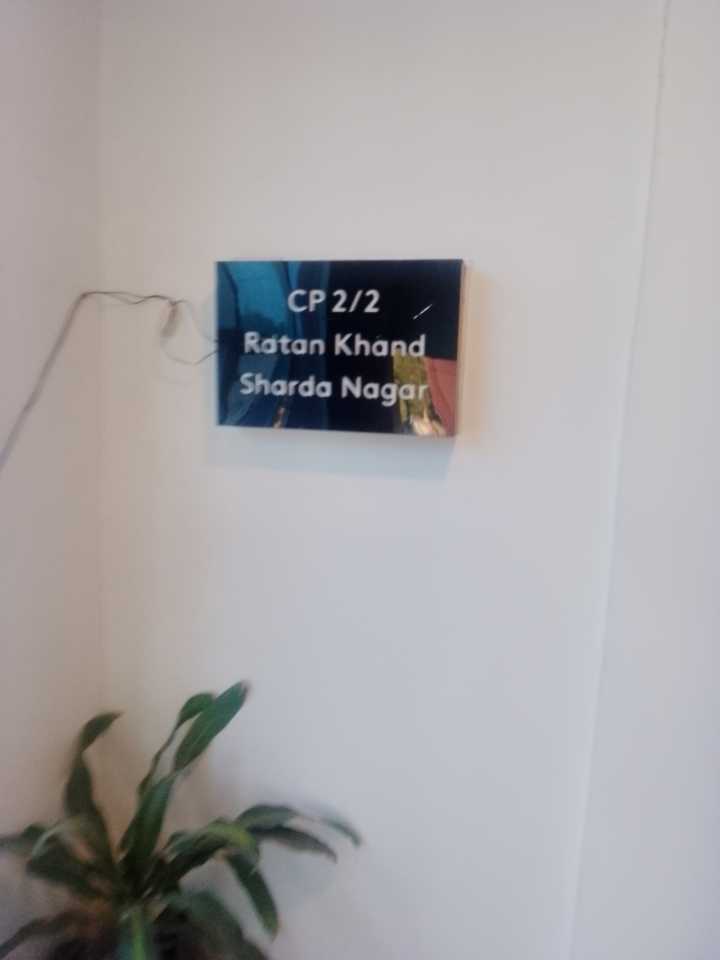 CP 2/2
Ratan Khand
Sharda Nagar